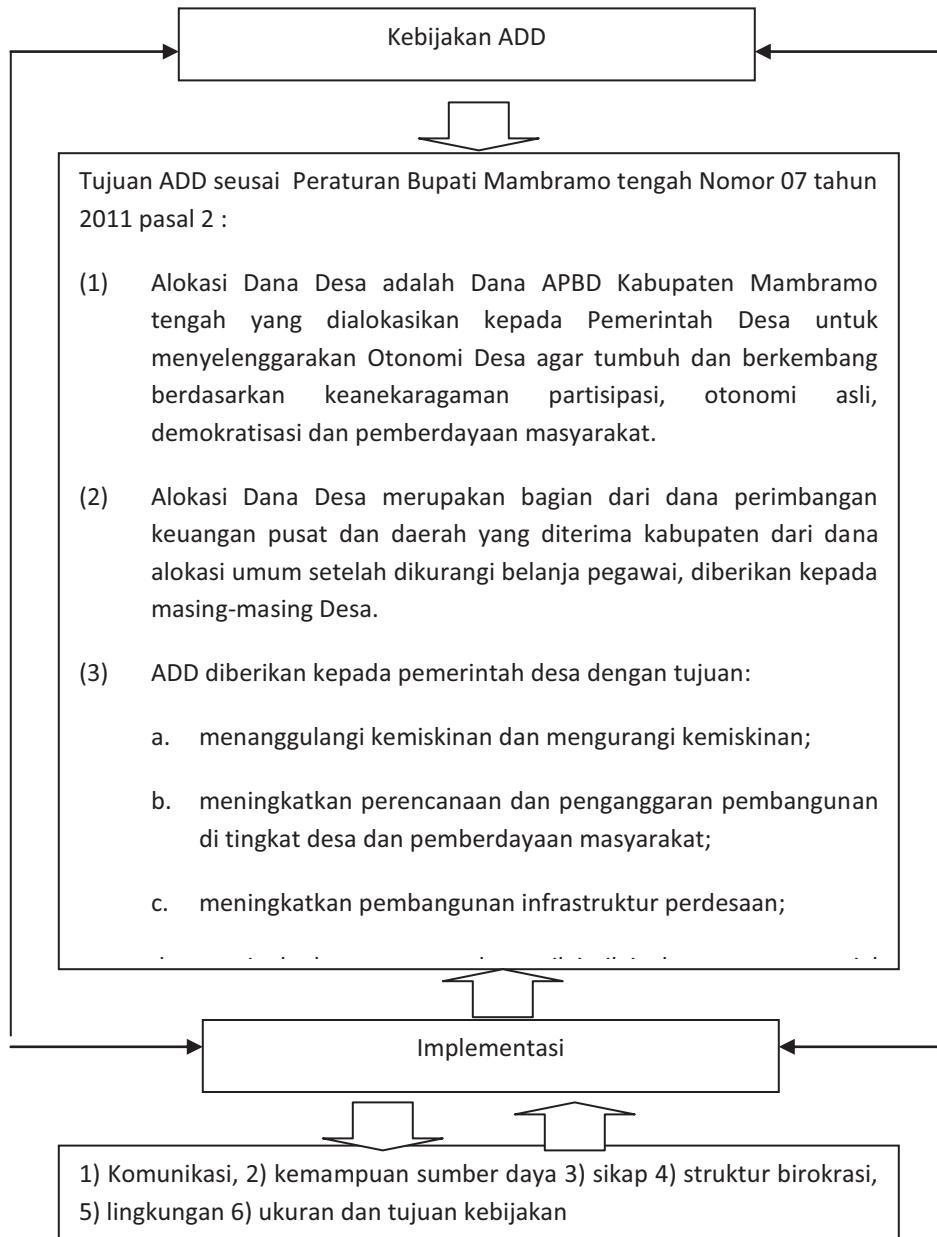 Kebijakan ADD
Tujuan ADD seusai Peraturan Bupati Mambramo tengah Nomor 07 tahun
2011 pasal 2 :
(1) Alokasi Dana Desa adalah Dana APBD Kabupaten Mambramo
tengah yang dialokasikan kepada Pemerintah Desa untuk
menyelenggarakan Otonomi Desa agar tumbuh dan berkembang
berdasarkan keanekaragaman partisipasi, otonomi asli,
demokratisasi dan pemberdayaan masyarakat.
(2) Alokasi Dana Desa merupakan bagian dari dana perimbangan
keuangan pusat dan daerah yang diterima kabupaten dari dana
alokasi umum setelah dikurangi belanja pegawai, diberikan kepada
masing-masing Desa.
(3) ADD diberikan kepada pemerintah desa dengan tujuan:
a. menanggulangi kemiskinan dan mengurangi kemiskinan;
b. meningkatkan perencanaan dan penganggaran pembangunan
di tingkat desa dan pemberdayaan masyarakat;
c. meningkatkan pembangunan infrastruktur perdesaan;
Implementasi
1) Komunikasi, 2) kemampuan sumber daya 3) sikap 4) struktur birokrasi,
5) lingkungan 6) ukuran dan tujuan kebijakan